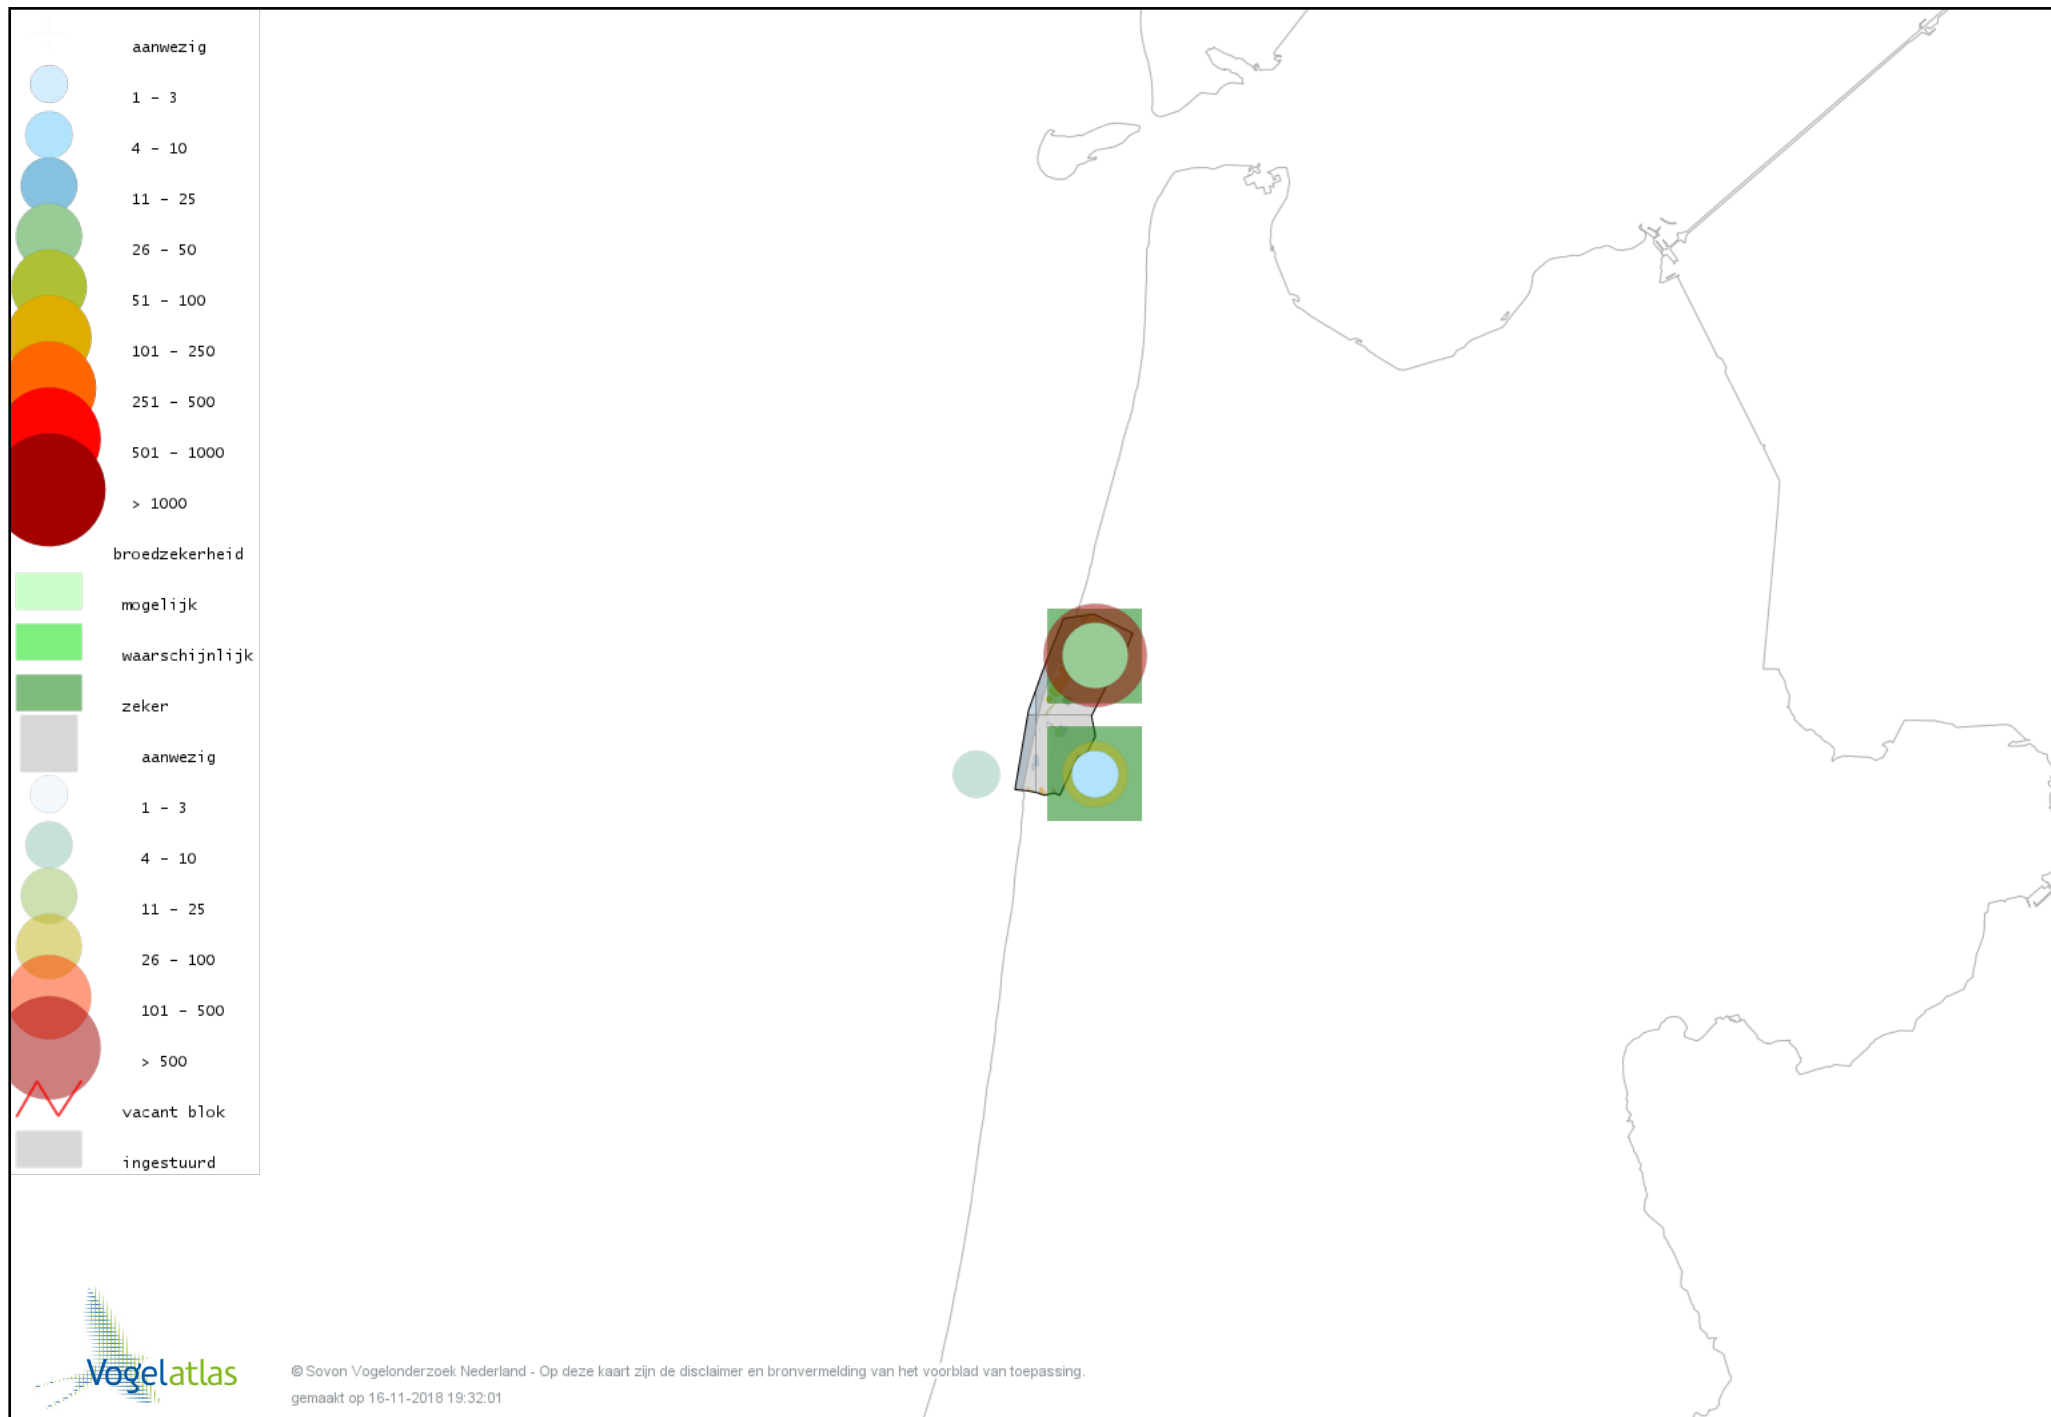 aanwezig
1 - 3
4 - 10
11 - 25
26 - 50
51 - 100
101 - 250
251 - 500
501 - 1000
> 1000
broedzekerheid
mogelijk
waarschijnlijk
zeker
aanwezig
1 - 3
4 - 10
11 - 25
26 - 100
101 - 500
> 500
vacant blok
ingestuurd
Vogelatlas
© Sovon Vogelonderzoek Nederland - Op deze kaart zijn de disclaimer en bronvermelding van het voorblad van toepassing.
gemaakt op 16-11-2018 19:32:01